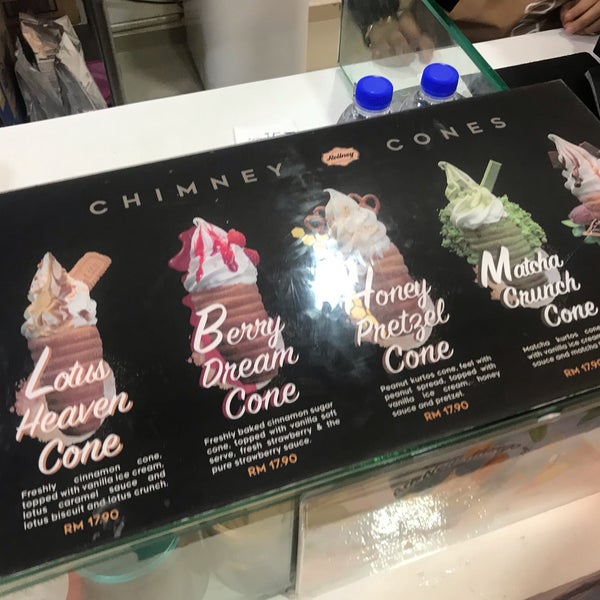 CHIMNEY Rollney CONES
Lotus
Heaven
Cone
Freshly cinnamon cone,
topped with vanilla ice cream,
lotus caramel sauce and
lotus biscuit and lotus crunch.
RM 17.90
Berry
Dream
Cone
Freshly baked cinnamon sugar
cone, topped with vanilla soft
serve, fresh strawberry & the
pure strawberry sauce.
RM 17.90
Honey
Pretzel
Cone
Peanut kurtos cone, feel with
peanut spread, topped with
vanilla ice cream, honey
sauce and pretzel.
RM 17.90
Matcha
Crunch
Cone
Matcha kurtos cone
with vanilla ice cream
sauce and matcha
RM 17.90